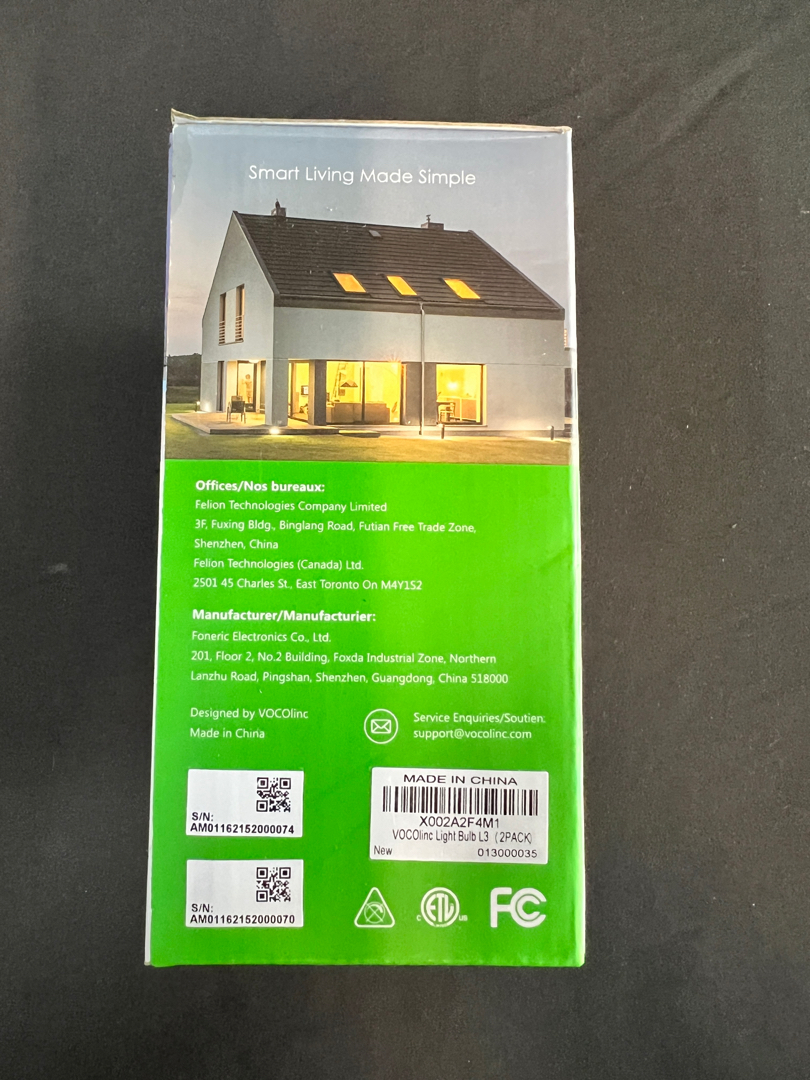 Smart Living Made Simple
Offices/Nos bureaux:
Felion Technologies Company Limited
3F, Fuxing Bldg., Binglang Road, Futian Free Trade Zone,
Shenzhen, China
Felion Technologies (Canada) Ltd.
2501 45 Charles St., East Toronto On M4Y1S2
Manufacturer/Manufacturier:
Foneric Electronics Co., Ltd.
201, Floor 2, No.2 Building, Foxda Industrial Zone, Northern
Lanzhu Road, Pingshan, Shenzhen, Guangdong, China 518000
Designed by VOCOlinc
Made in China
Service Enquiries/Soutien:
support@vocolinc.com
S/N:
AM01162152000074
MADE IN CHINA
X002A2F4M1
VOCOlinc Light Bulb L3 (2PACK)
New 013000035
S/N:
AM01162152000070
C ETL US
FC